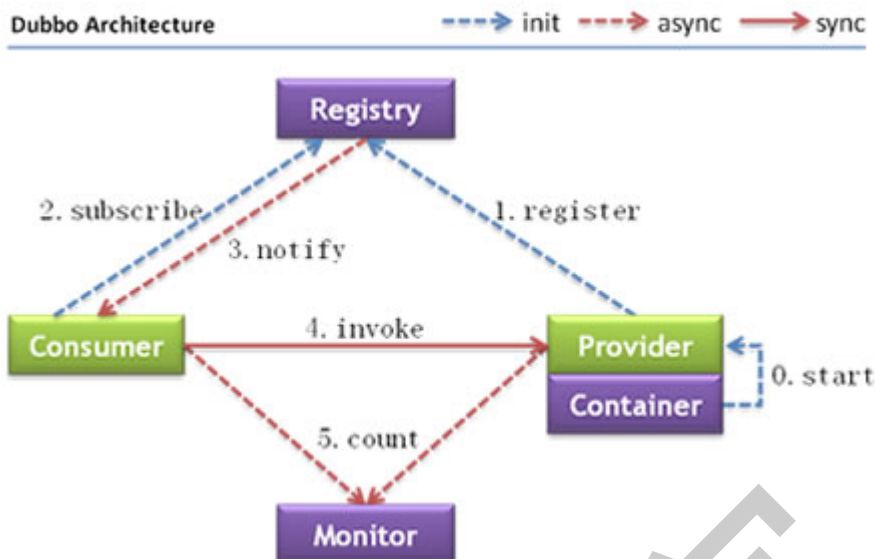 Dubbo Architecture
init
async
sync
Registry
2. subscribe
1. register
3. notify
4. invoke
Consumer
Provider
0. start
Container
5. count
Monitor